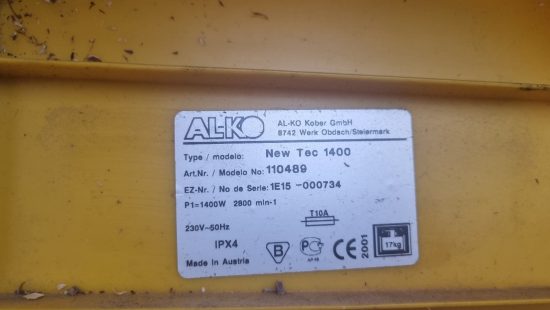 AL-KO
AL-KO Kober GmbH
8742 Werk Obdach/Steiermark
Type / modelo: New Tec 1400
Art.Nr. / Modelo No: 110489
EZ-Nr. / No de Serie: 1E15 -000734
P1=1400W 2800 min-1
T10A
230V~50Hz
IPX4
B
CE
2001
17kg
Made in Austria